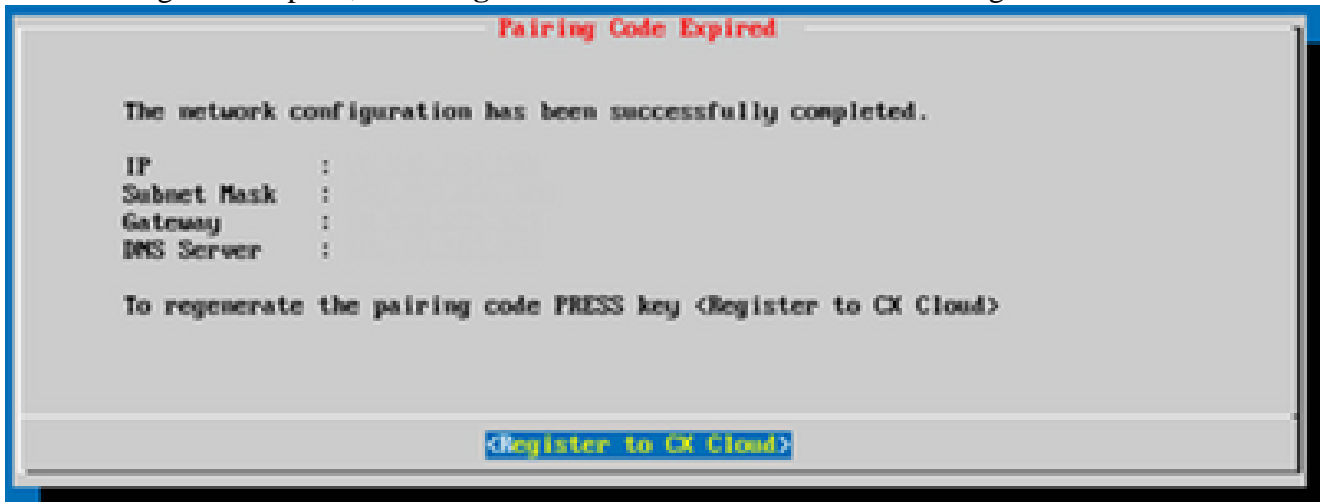 Pairing Code Expired
The network configuration has been successfully completed.
IP :
Subnet Mask :
Gateway :
DNS Server :
To regenerate the pairing code PRESS key <Register to CX Cloud>
<Register to CX Cloud>